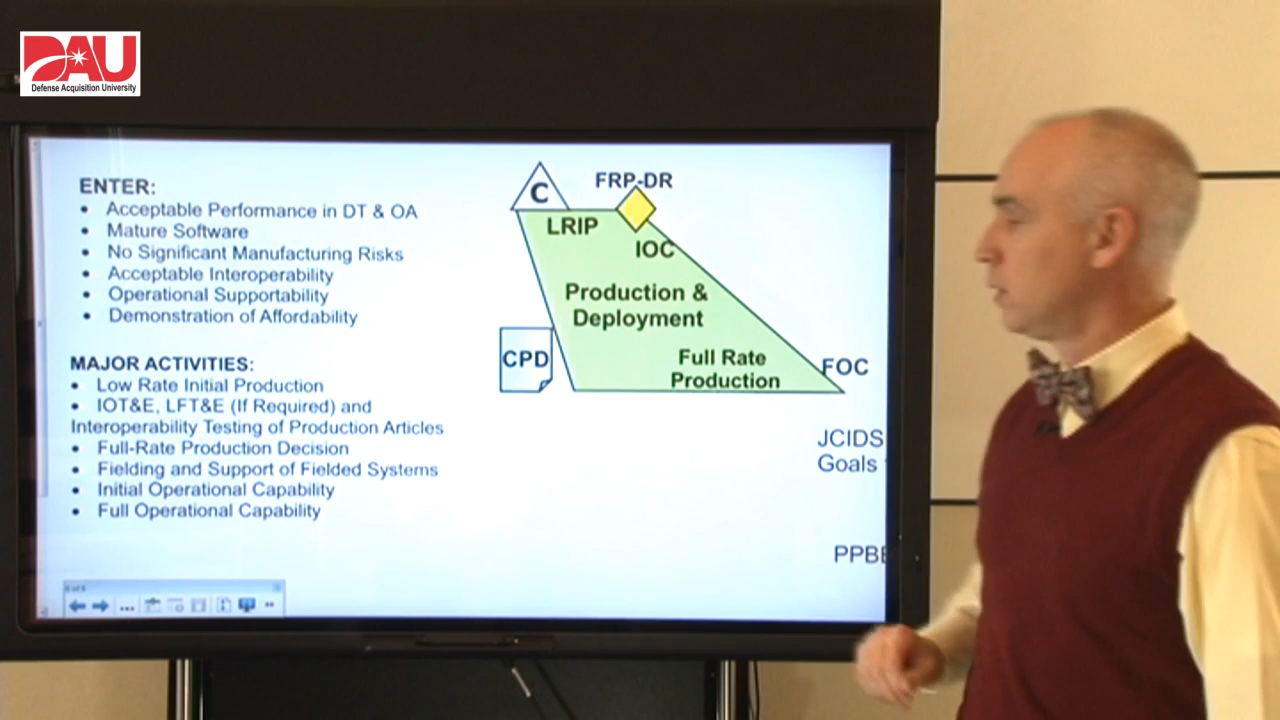 DAU
Defense Acquisition University
ENTER:
• Acceptable Performance in DT & OA
• Mature Software
• No Significant Manufacturing Risks
• Acceptable Interoperability
• Operational Supportability
• Demonstration of Affordability
MAJOR ACTIVITIES:
• Low Rate Initial Production
• IOT&E, LFT&E (If Required) and
Interoperability Testing of Production Articles
• Full-Rate Production Decision
• Fielding and Support of Fielded Systems
• Initial Operational Capability
• Full Operational Capability
C
FRP-DR
LRIP
IOC
Production &
Deployment
CPD
Full Rate
Production
FOC
JCIDS
Goals